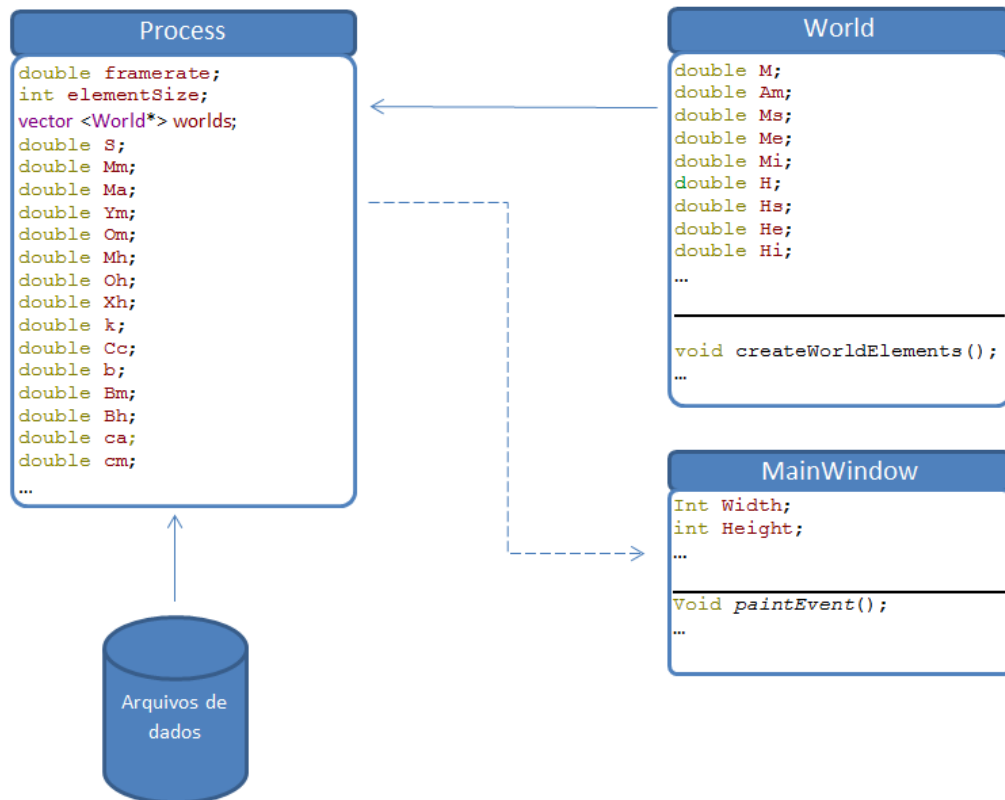 Process
double framerate;
int elementSize;
vector <World*> worlds;
double S;
double Mm;
double Ma;
double Ym;
double Om;
double Mh;
double Oh;
double Xh;
double k;
double Cc;
double b;
double Bm;
double Bh;
double ca;
double cm;
…
World
double M;
double Am;
double Ms;
double Me;
double Mi;
double H;
double Hs;
double He;
double Hi;
…
void createWorldElements();
…
MainWindow
Int Width;
int Height;
…
Void paintEvent();
…
Arquivos de
dados